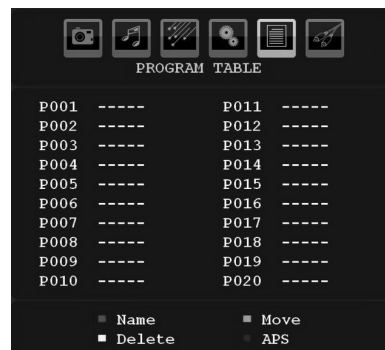 PROGRAM TABLE
P001 ----- P011 -----
P002 ----- P012 -----
P003 ----- P013 -----
P004 ----- P014 -----
P005 ----- P015 -----
P006 ----- P016 -----
P007 ----- P017 -----
P008 ----- P018 -----
P009 ----- P019 -----
P010 ----- P020 -----
Name Move
Delete APS